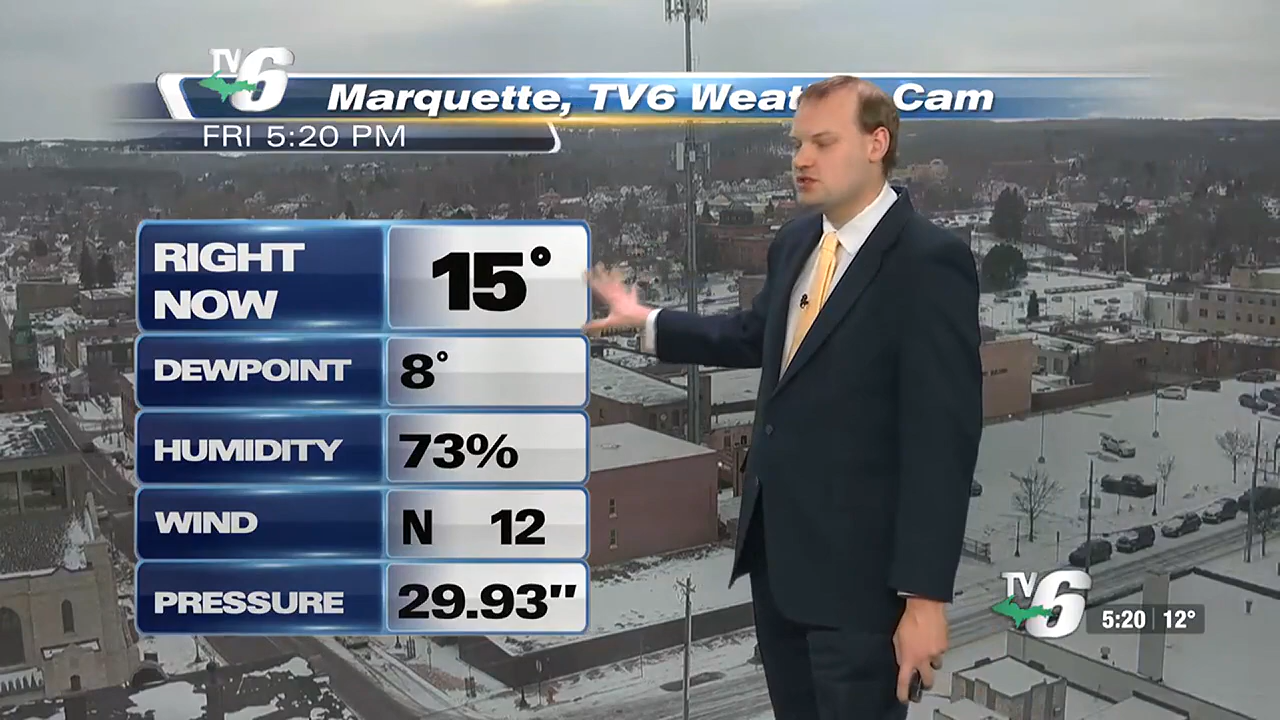 TV6
Marquette, TV6 Weat Cam
FRI 5:20 PM
RIGHT NOW 15°
DEWPOINT 8°
HUMIDITY 73%
WIND N 12
PRESSURE 29.93"
TV6 5:20 12°